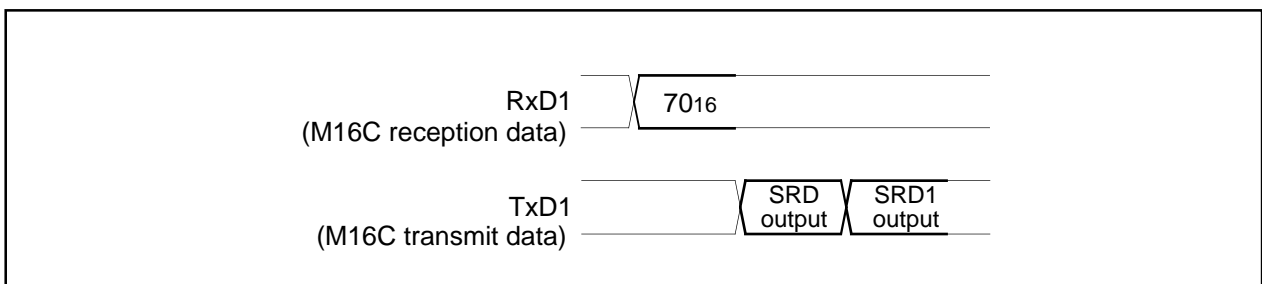 RxD1
(M16C reception data)
7016
TxD1
(M16C transmit data)
SRD
output
SRD1
output